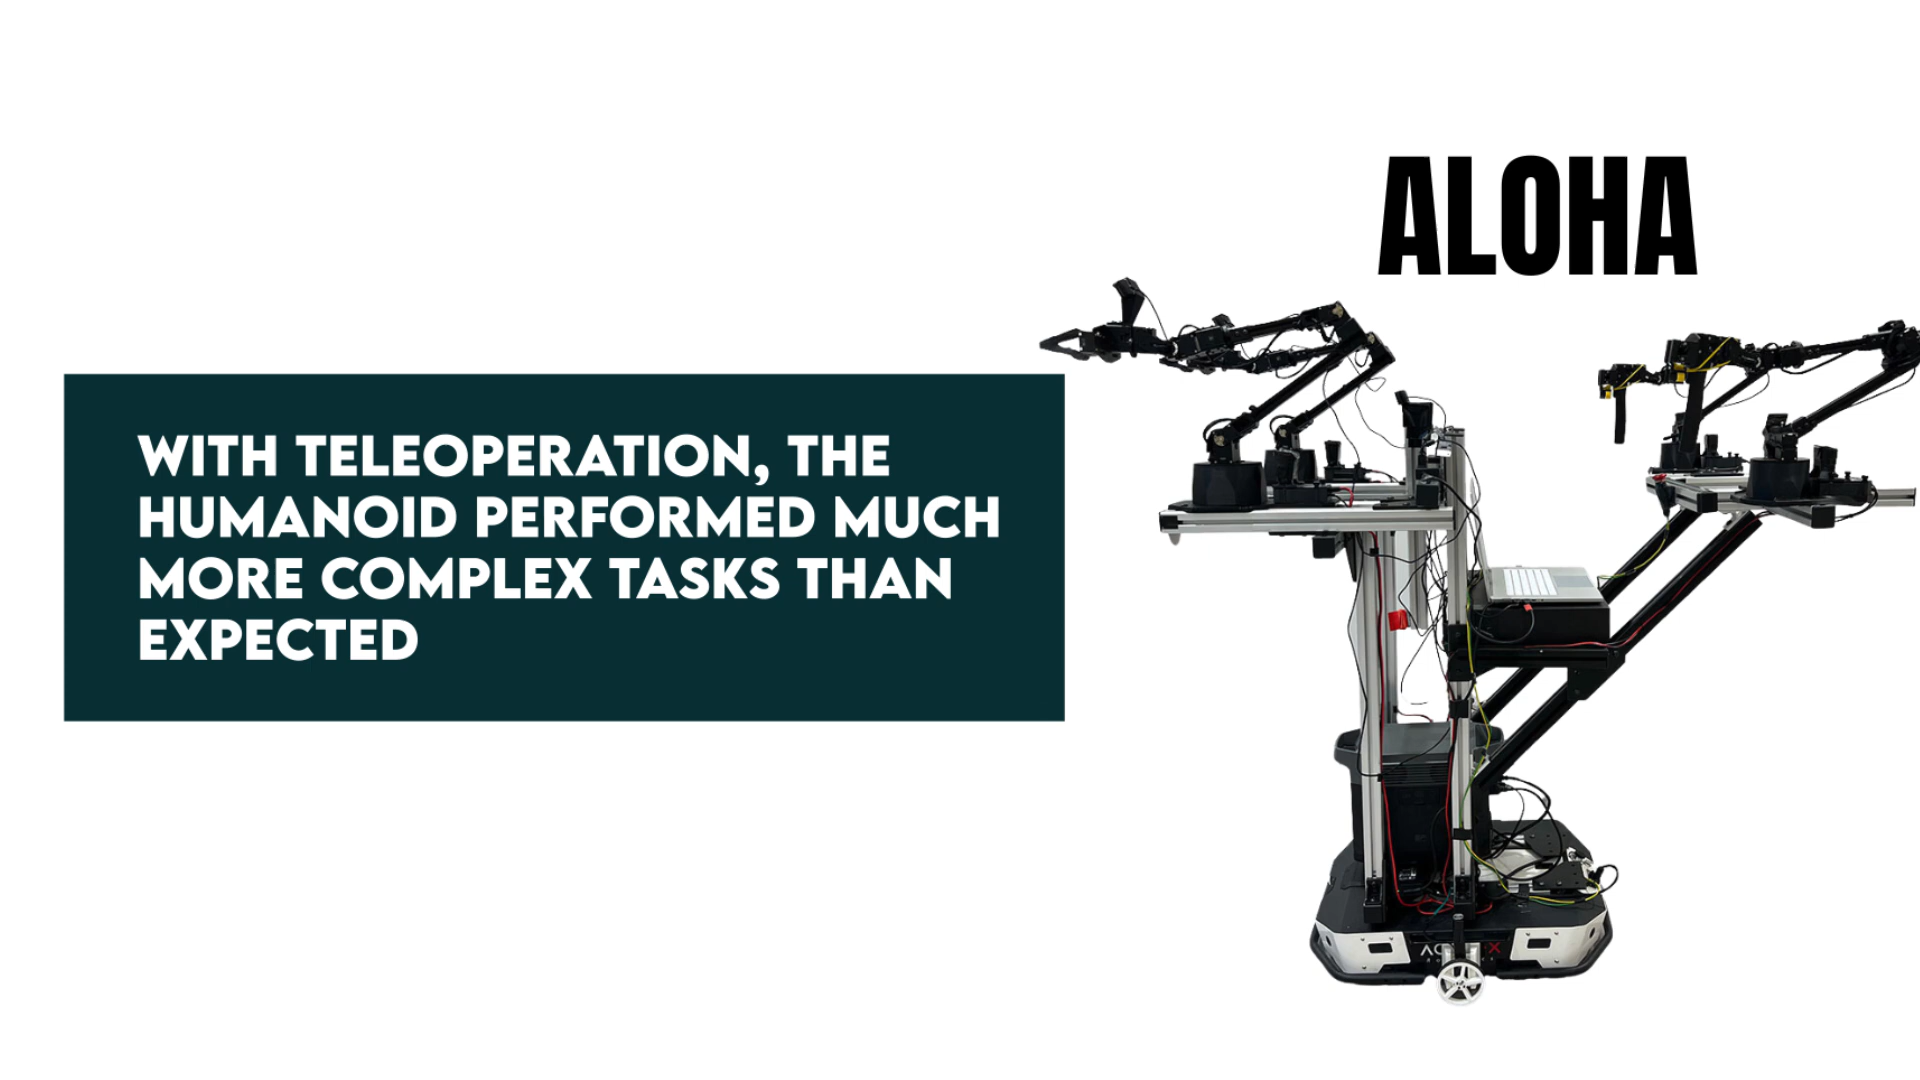 ALOHA
WITH TELEOPERATION, THE
HUMANOID PERFORMED MUCH
MORE COMPLEX TASKS THAN
EXPECTED